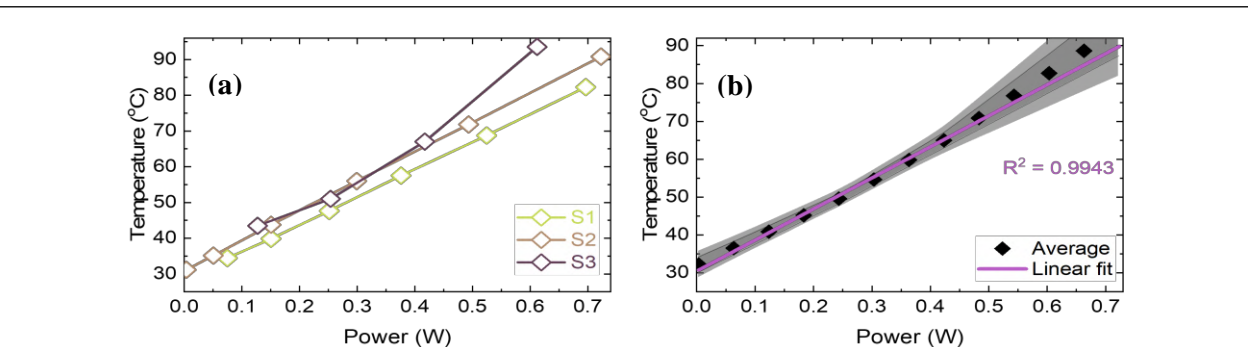 (a)
Temperature (°C)
90
80
70
60
50
40
30
0.0 0.1 0.2 0.3 0.4 0.5 0.6 0.7
Power (W)
S1
S2
S3
(b)
Temperature (°C)
90
80
70
60
50
40
30
0.0 0.1 0.2 0.3 0.4 0.5 0.6 0.7
Power (W)
R² = 0.9943
Average
Linear fit